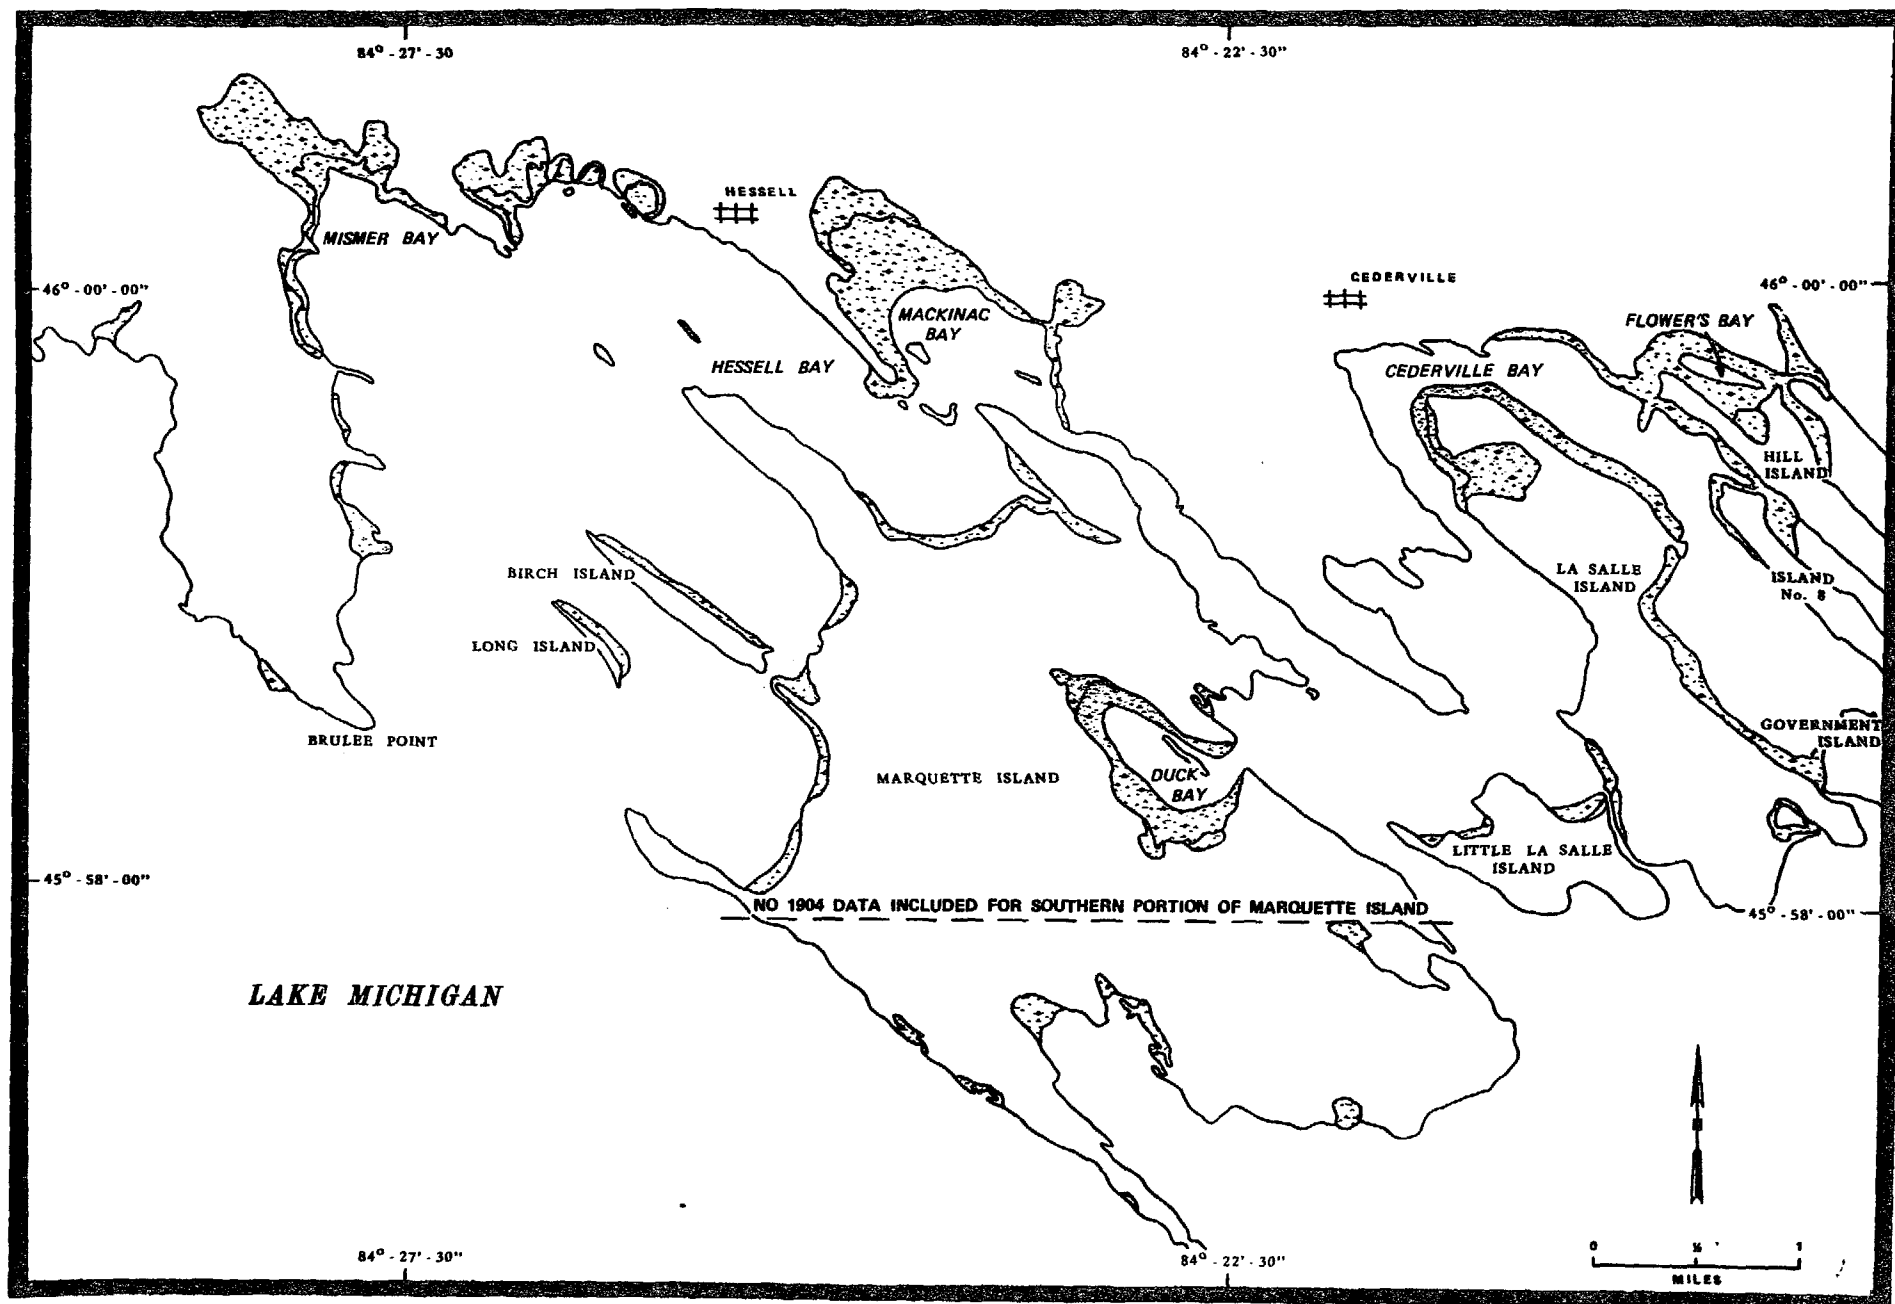 84° - 27' - 30
84° - 22' - 30"
HESSELL
MISMER BAY
CEDERVILLE
46° - 00' - 00"
46° - 00' - 00"
MACKINAC
BAY
FLOWER'S BAY
HESSELL BAY
CEDERVILLE BAY
HILL
ISLAND
BIRCH ISLAND
LA SALLE
ISLAND
ISLAND
No. 8
LONG ISLAND
GOVERNMENT
ISLAND
BRULEE POINT
MARQUETTE ISLAND
DUCK
BAY
LITTLE LA SALLE
ISLAND
45° - 58' - 00"
NO 1904 DATA INCLUDED FOR SOUTHERN PORTION OF MARQUETTE ISLAND
45° - 58' - 00"
LAKE MICHIGAN
84° - 27' - 30"
84° - 22' - 30"
0 ½ 1
MILES